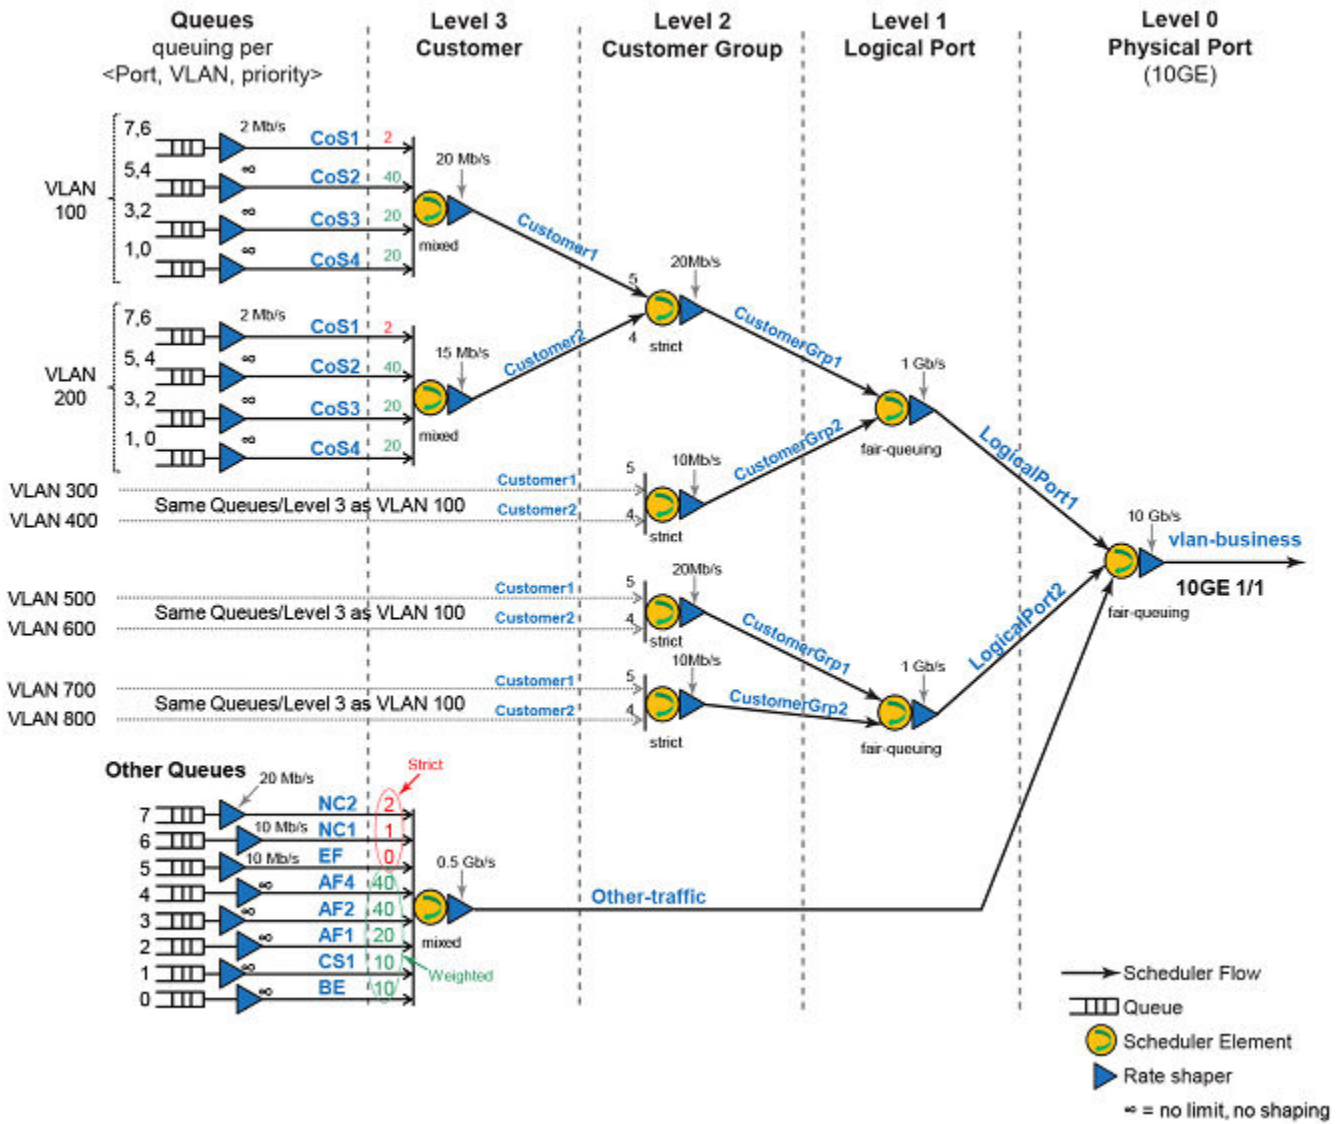 Queues
queuing per
<Port, VLAN, priority>
Level 3
Customer
Level 2
Customer Group
Level 1
Logical Port
Level 0
Physical Port
(10GE)
VLAN
100
7,6
2 Mb/s
CoS1
2
5,4
∞
CoS2
40
3,2
∞
CoS3
20
1,0
∞
CoS4
20
20 Mb/s
mixed
Customer1
VLAN
200
7,6
2 Mb/s
CoS1
2
5, 4
∞
CoS2
40
3, 2
∞
CoS3
20
1, 0
∞
CoS4
20
15 Mb/s
mixed
Customer2
5
4
20Mb/s
strict
CustomerGrp1
VLAN 300
VLAN 400
Same Queues/Level 3 as VLAN 100
Customer1
Customer2
5
4
10Mb/s
strict
CustomerGrp2
1 Gb/s
fair-queuing
LogicalPort1
VLAN 500
VLAN 600
Same Queues/Level 3 as VLAN 100
Customer1
Customer2
5
4
20Mb/s
strict
CustomerGrp1
VLAN 700
VLAN 800
Same Queues/Level 3 as VLAN 100
Customer1
Customer2
5
4
10Mb/s
strict
CustomerGrp2
1 Gb/s
fair-queuing
LogicalPort2
10 Gb/s
vlan-business
10GE 1/1
fair-queuing
Other Queues
Strict
7
20 Mb/s
NC2
2
6
10 Mb/s
NC1
1
5
10 Mb/s
EF
0
4
∞
AF4
40
3
∞
AF2
40
2
∞
AF1
20
1
∞
CS1
10
0
∞
BE
10
Weighted
0.5 Gb/s
mixed
Other-traffic
Scheduler Flow
Queue
Scheduler Element
Rate shaper
∞ = no limit, no shaping